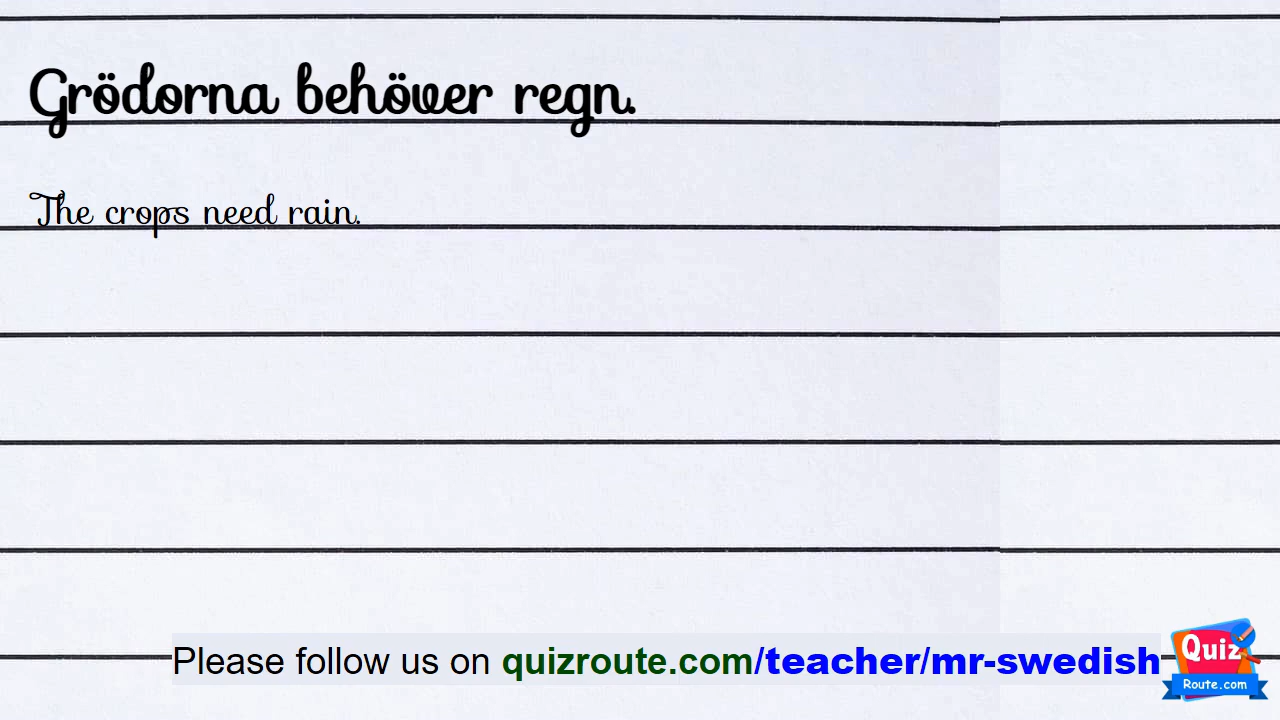 Grödorna behöver regn.
The crops need rain.
Please follow us on quizroute.com/teacher/mr-swedish
Quiz
Route.com